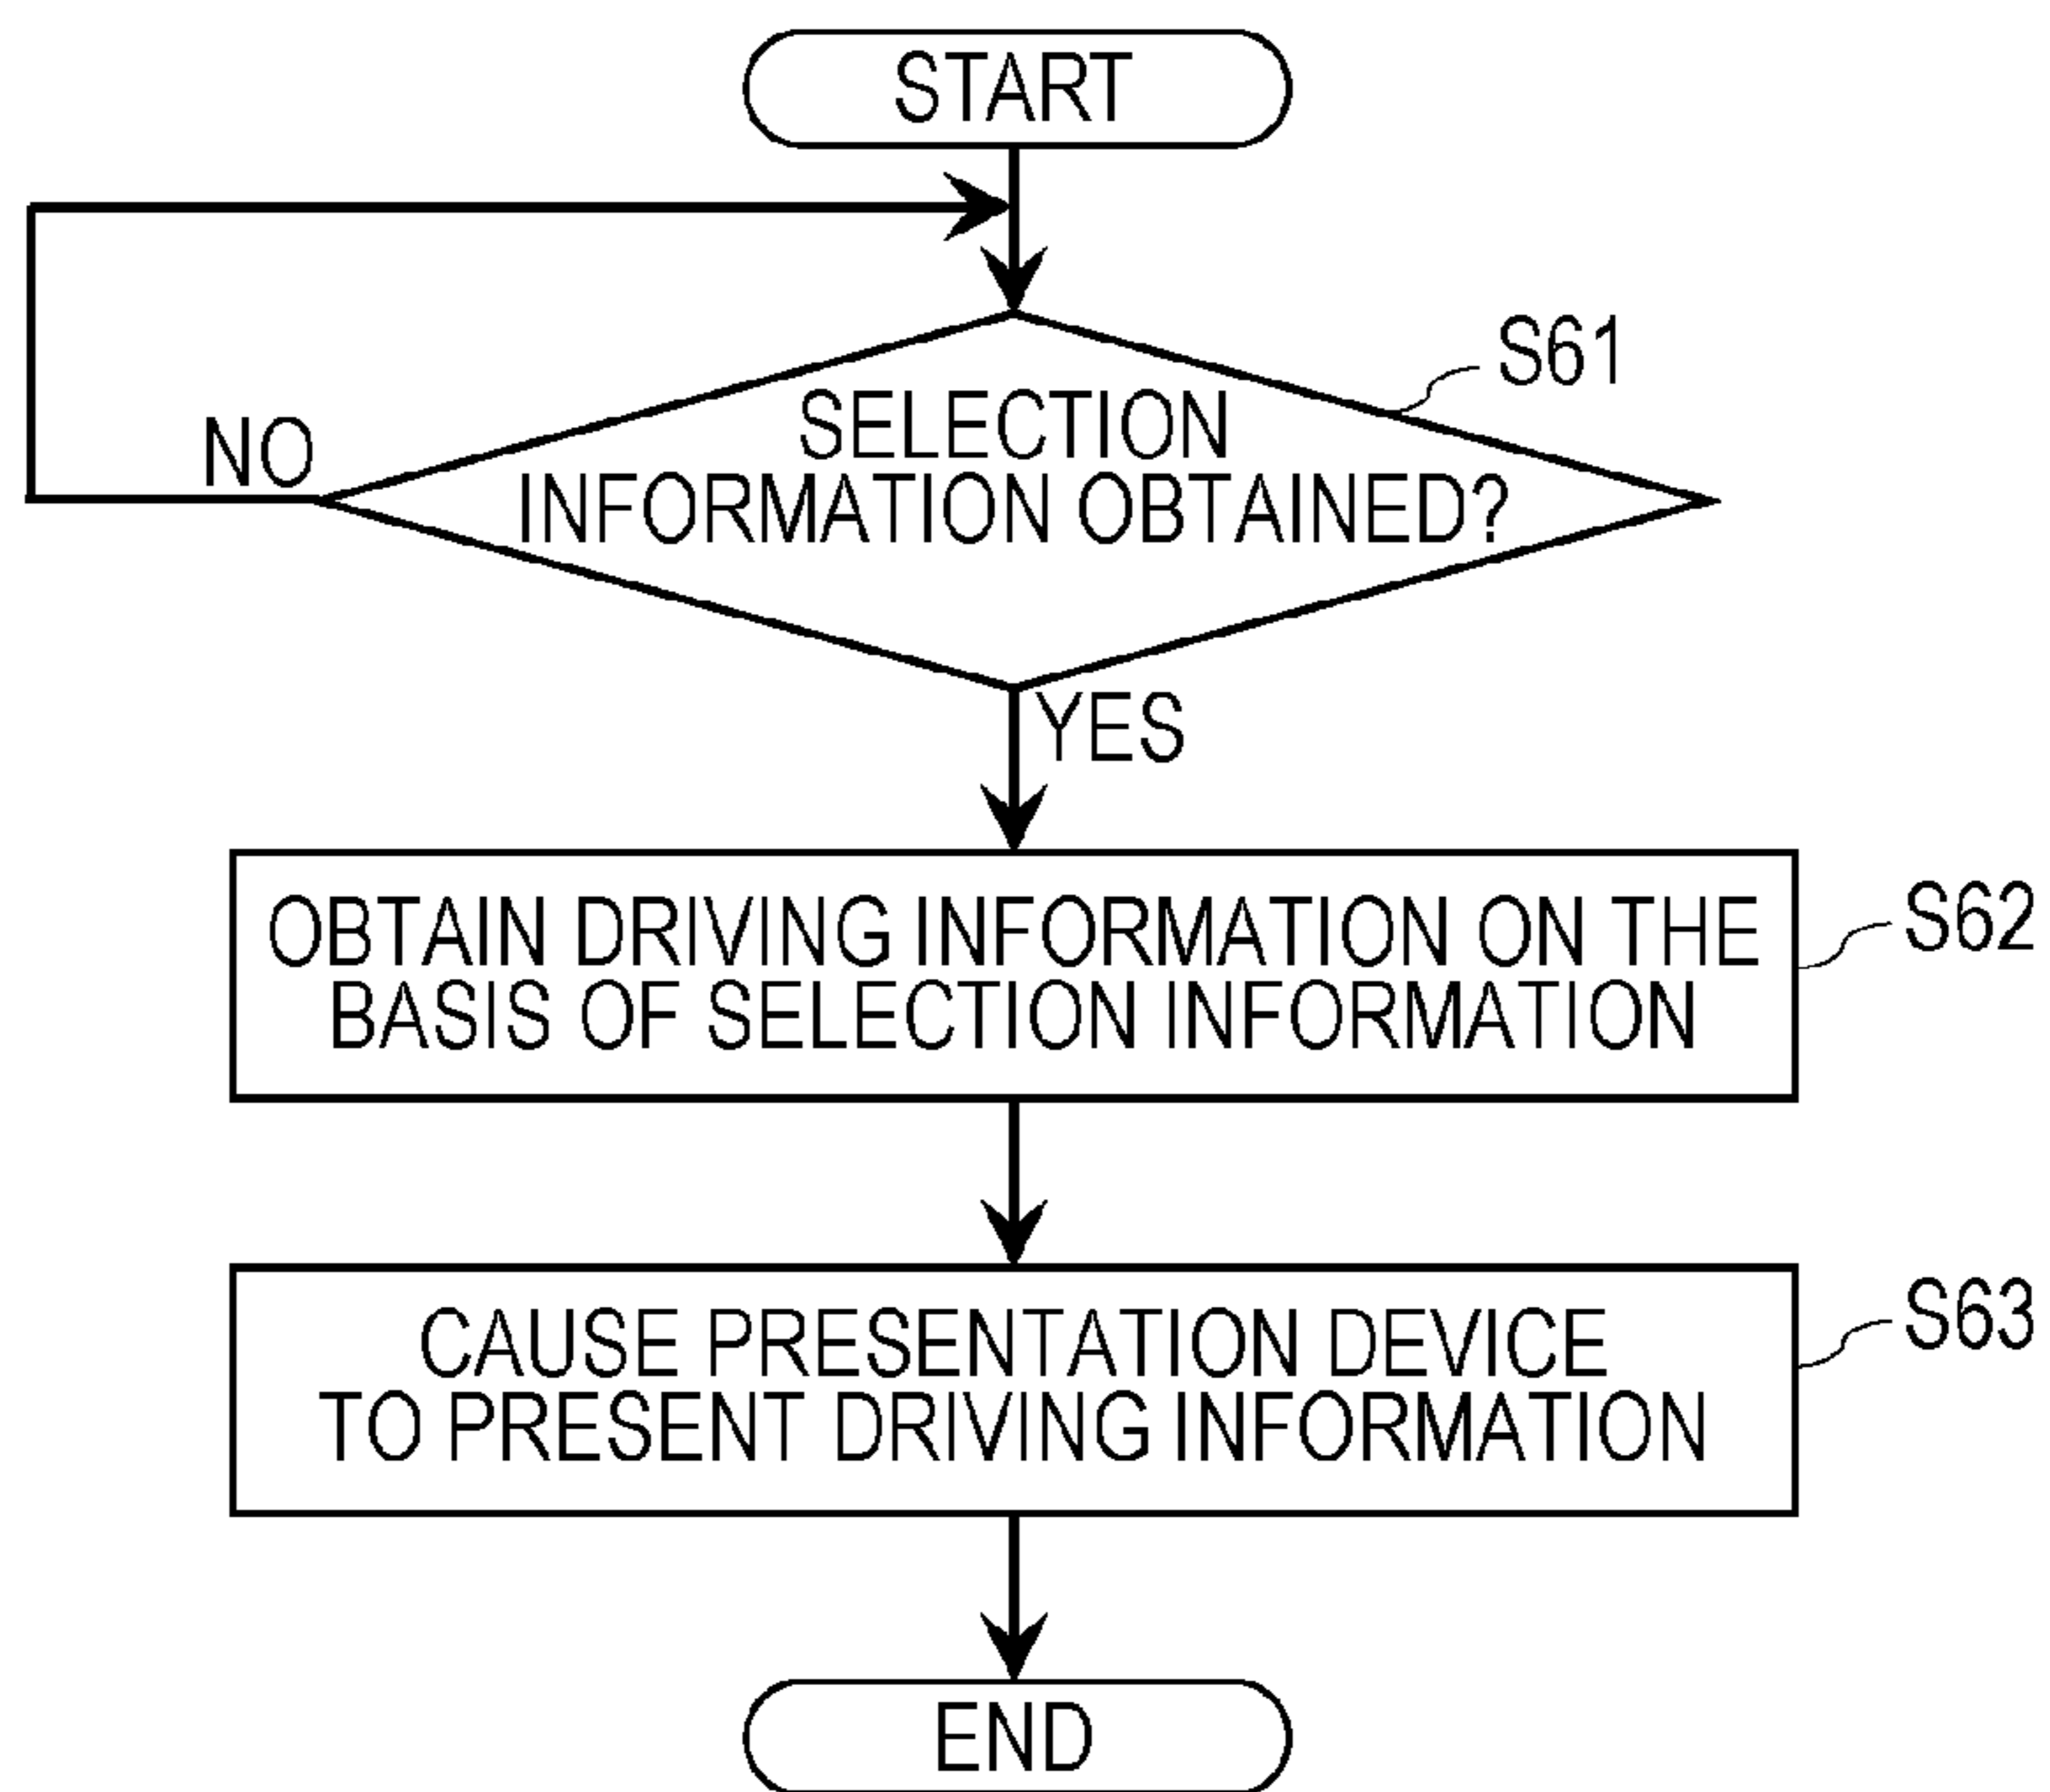 START
S61
SELECTION
INFORMATION OBTAINED?
NO
YES
OBTAIN DRIVING INFORMATION ON THE
BASIS OF SELECTION INFORMATION
S62
CAUSE PRESENTATION DEVICE
TO PRESENT DRIVING INFORMATION
S63
END